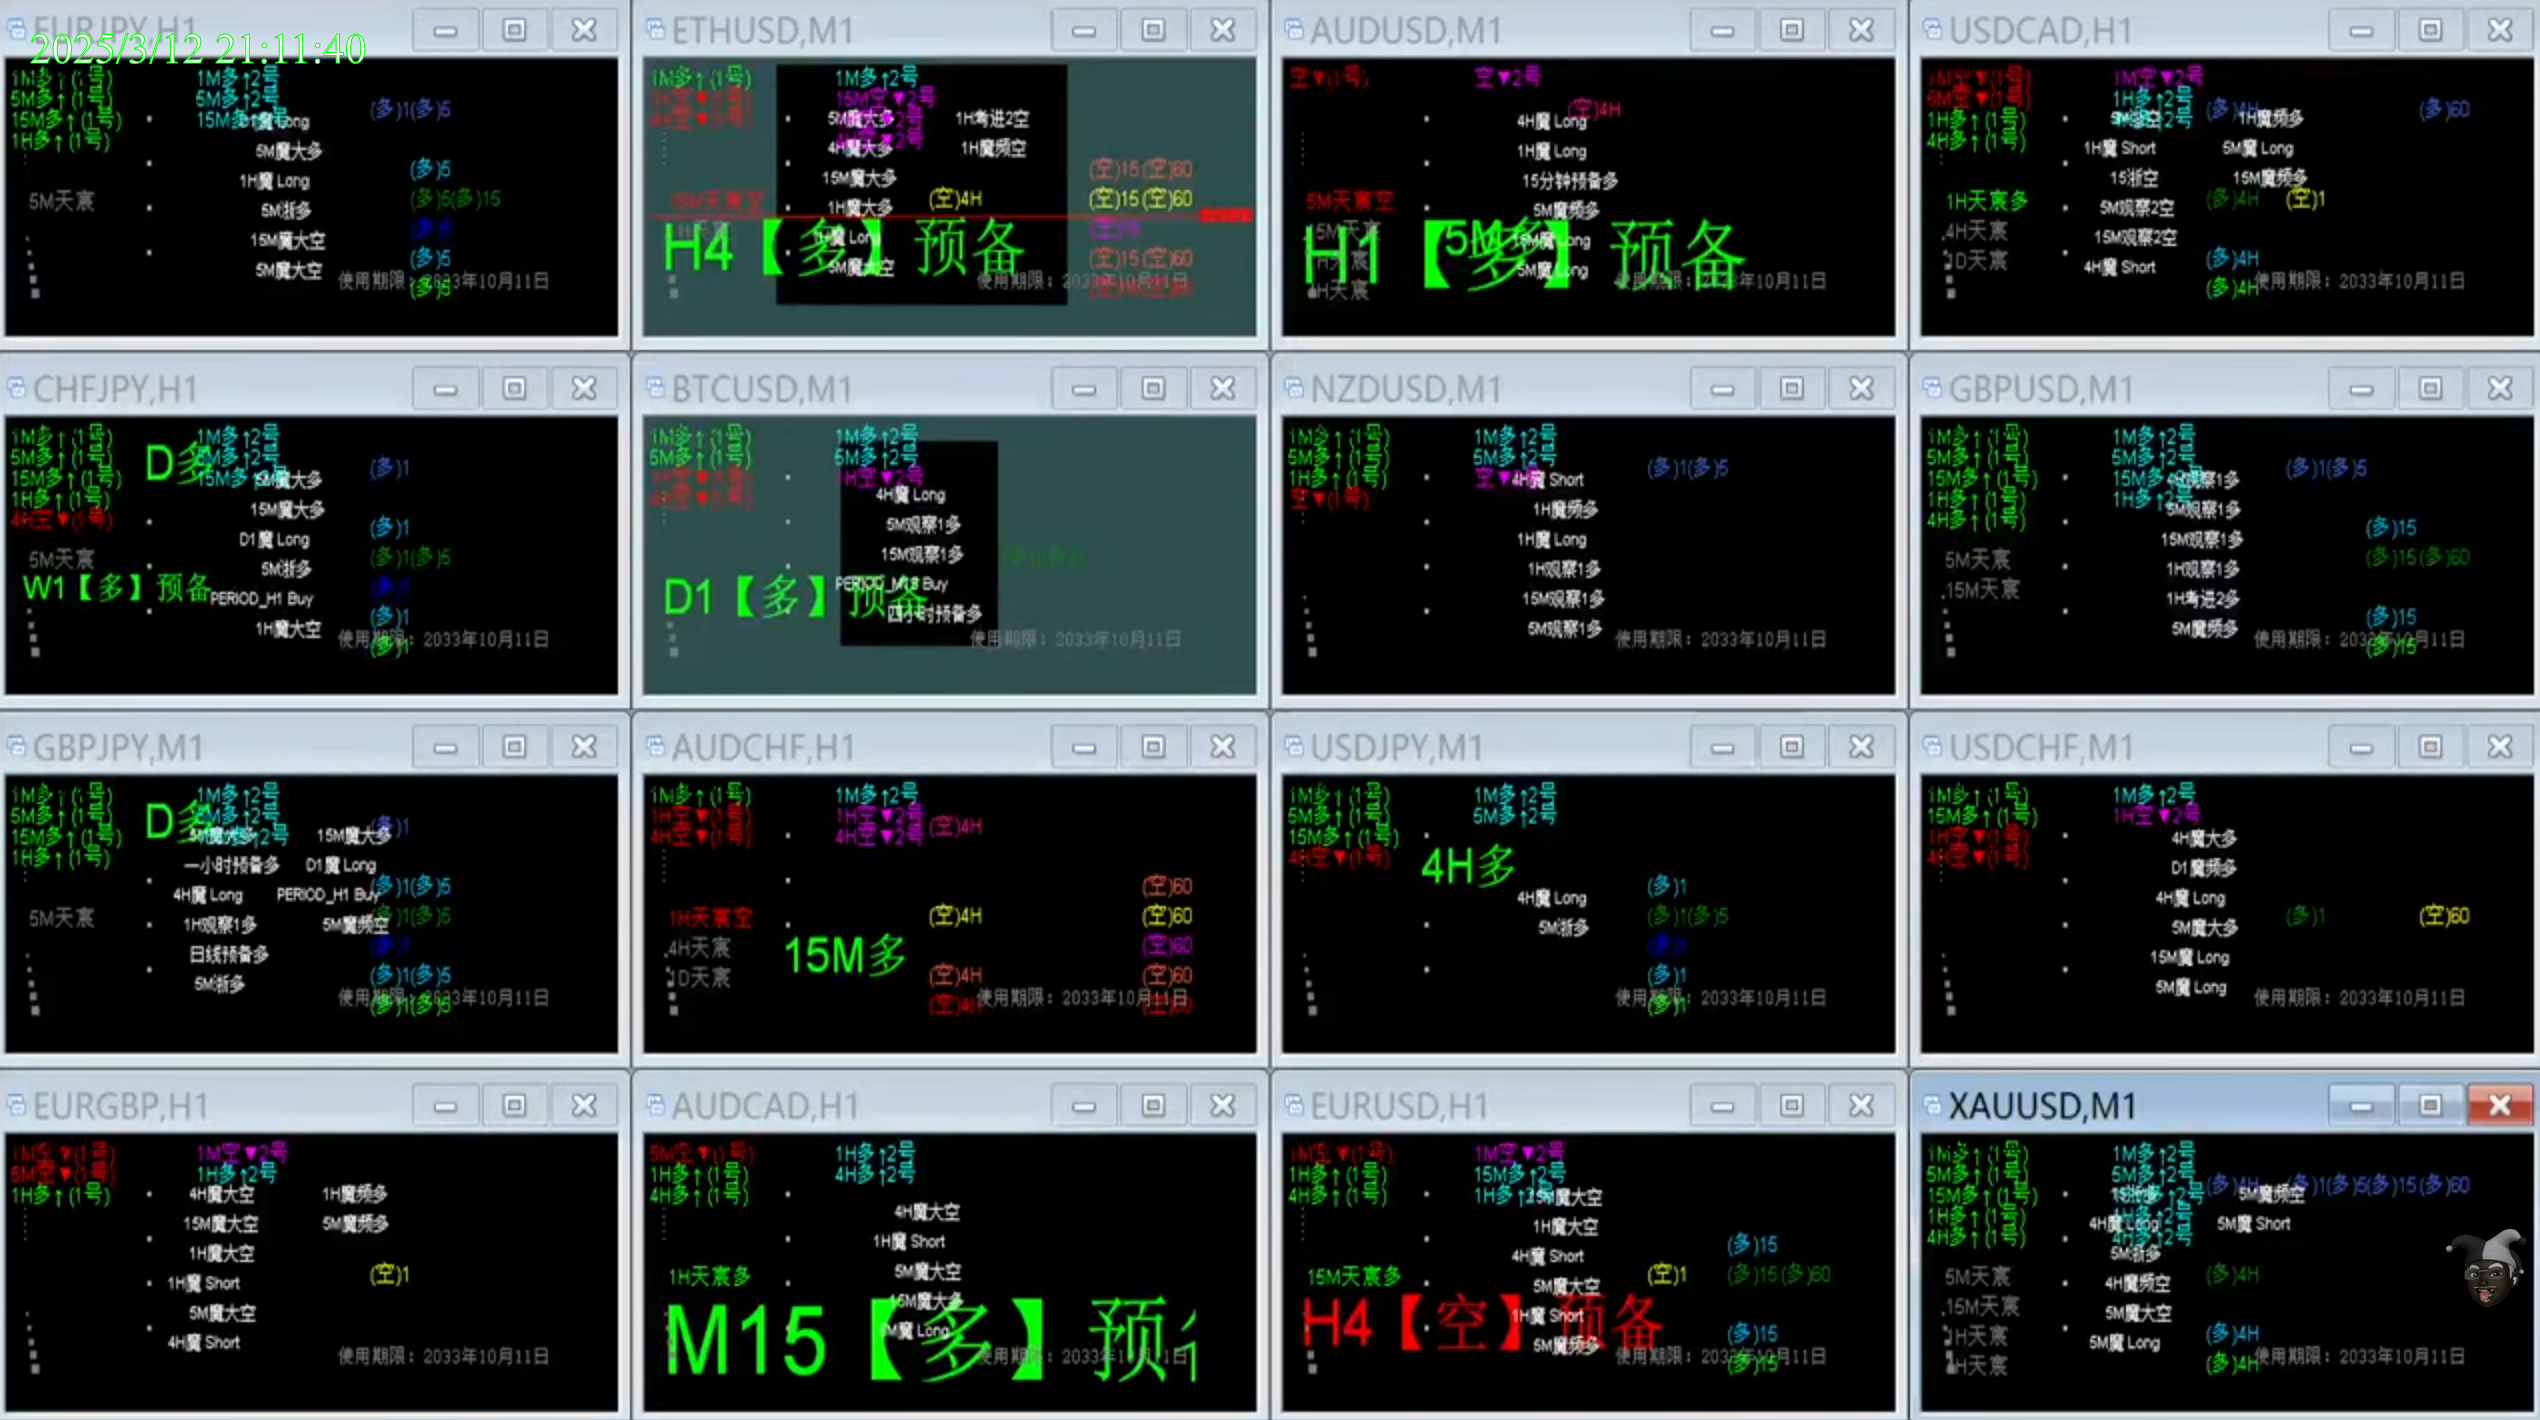 EURJPY,H1
2025/3/12 21:11:40
1M多↑(1号)
5M多↑(1号)
15M多↑(1号)
1H多↑(1号)
1M多↑2号
5M多↑2号
(多)1(多)5
5M魔大多
(多)5
1H魔 Long
5M天宸
5M浙多
(多)5(多)15
15M魔大空
5M魔大空
(多)5
使用期限：2033年10月11日
(多)5
ETHUSD,M1
1M多↑(1号)
1M多↑2号
15M空▼2号
5M魔大多
1H考进2空
4H魔大多
1H魔频空
15M魔大多
(空)15(空)60
1H魔大多
(空)4H
(空)15(空)60
15M天宸空
H4【多】预备
1H魔 Long
5M魔大空
(空)15(空)60
使用期限：2033年10月11日
AUDUSD,M1
空▼(1号)
空▼2号
(空)4H
4H魔 Long
1H魔 Long
15分钟预备多
5M天宸空
5M魔频多
15M天宸
H1【多】预备
4H天宸
使用期限：2033年10月11日
USDCAD,H1
1M空▼(1号)
5M空▼(1号)
1H多↑(1号)
4H多↑(1号)
1M空▼2号
1H多↑2号
(多)4H
(多)60
1H魔频多
1H魔 Short
5M魔 Long
15浙空
15M魔频多
1H天宸多
5M观察2空
(多)4H
(空)1
4H天宸
15M观察2空
1D天宸
4H魔 Short
(多)4H
(多)4H
使用期限：2033年10月11日
CHFJPY,H1
1M多↑(1号)
5M多↑(1号)
15M多↑(1号)
1H多↑(1号)
4H空▼(1号)
D多
1M多↑2号
5M多↑2号
(多)1
5M魔大多
15M魔大多
(多)1
D1魔 Long
5M天宸
5M浙多
(多)1(多)5
W1【多】预备
PERIOD_H1 Buy
(多)1
1H魔大空
(多)1
使用期限：2033年10月11日
BTCUSD,M1
1M多↑(1号)
5M多↑(1号)
1M多↑2号
5M多↑2号
1H空▼2号
4H魔 Long
5M观察1多
15M观察1多
D1【多】预备
PERIOD_M15 Buy
四小时预备多
使用期限：2033年10月11日
NZDUSD,M1
1M多↑(1号)
5M多↑(1号)
1H多↑(1号)
空▼(1号)
1M多↑2号
5M多↑2号
(多)1(多)5
4H魔 Short
1H魔频多
1H魔 Long
1H观察1多
15M观察1多
5M观察1多
使用期限：2033年10月11日
GBPUSD,M1
1M多↑(1号)
5M多↑(1号)
15M多↑(1号)
1H多↑(1号)
4H多↑(1号)
1M多↑2号
5M多↑2号
(多)1(多)5
4H观察1多
5M观察1多
(多)15
15M观察1多
5M天宸
1H观察1多
(多)15(多)60
15M天宸
1H考进2多
(多)15
5M魔频多
(多)15
使用期限：2033年10月11日
GBPJPY,M1
1M多↑(1号)
5M多↑(1号)
15M多↑(1号)
1H多↑(1号)
D多
1M多↑2号
5M多↑2号
(多)1
15M魔大多
一小时预备多
D1魔 Long
4H魔 Long
PERIOD_H1 Buy
(多)1(多)5
5M天宸
1H观察1多
5M魔频空
(多)1(多)5
日线预备多
5M浙多
(多)1(多)5
(多)1(多)5
使用期限：2033年10月11日
AUDCHF,H1
1M多↑(1号)
1H空▼(1号)
4H空▼(1号)
1M多↑2号
1H空▼2号
4H空▼2号
(空)4H
(空)60
1H天宸空
(空)4H
(空)60
4H天宸
15M多
(空)60
1D天宸
(空)4H
(空)60
(空)4H
(空)60
使用期限：2033年10月11日
USDJPY,M1
1M多↑(1号)
5M多↑(1号)
15M多↑(1号)
4H空▼(1号)
1M多↑2号
5M多↑2号
4H多
(多)1
4H魔 Long
5M浙多
(多)1(多)5
(多)1
(多)1
使用期限：2033年10月11日
USDCHF,M1
1M多↑(1号)
15M多↑(1号)
1H空▼(1号)
4H空▼(1号)
1M多↑2号
1H空▼2号
4H魔大多
D1魔频多
4H魔 Long
5M魔大多
(多)1
(空)60
15M魔 Long
5M魔 Long
使用期限：2033年10月11日
EURGBP,H1
1M空▼(1号)
5M空▼(1号)
1H多↑(1号)
1M空▼2号
1H多↑2号
4H魔大空
1H魔频多
15M魔大空
5M魔频多
1H魔大空
1H魔 Short
(空)1
5M魔大空
4H魔 Short
使用期限：2033年10月11日
AUDCAD,H1
5M空▼(1号)
1H多↑(1号)
4H多↑(1号)
1H多↑2号
4H多↑2号
4H魔大空
1H魔 Short
1H天宸多
5M魔大空
15M魔大多
M15【多】预
5M魔 Long
使用期限：2033年10月11日
EURUSD,H1
1M空▼(1号)
1H多↑(1号)
4H多↑(1号)
1M空▼2号
15M多↑2号
1H多↑2号
1H魔大空
4H魔 Short
(多)15
15M天宸多
5M魔大空
(空)1
(多)15(多)60
H4【空】预备
1H魔 Short
5M魔频多
(多)15
(多)15
使用期限：2033年10月11日
XAUUSD,M1
1M多↑(1号)
5M多↑(1号)
15M多↑(1号)
1H多↑(1号)
4H多↑(1号)
1M多↑2号
5M多↑2号
4H多↑2号
(多)4H
(多)1(多)5(多)15(多)60
5M魔频空
4H魔 Long
5M魔 Short
5M浙多
5M天宸
4H魔频空
(多)4H
15M天宸
5M魔大空
1H天宸
5M魔 Long
(多)4H
4H天宸
(多)4H
使用期限：2033年10月11日